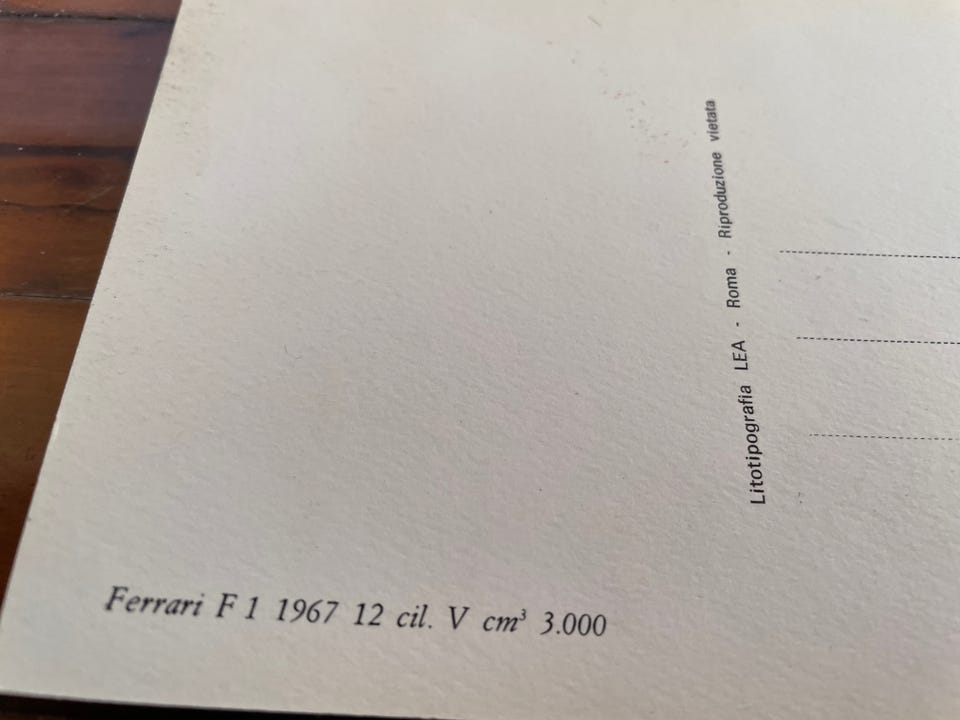 Litotipografia LEA - Roma - Riproduzione vietata
Ferrari F 1 1967 12 cil. V cm³ 3.000